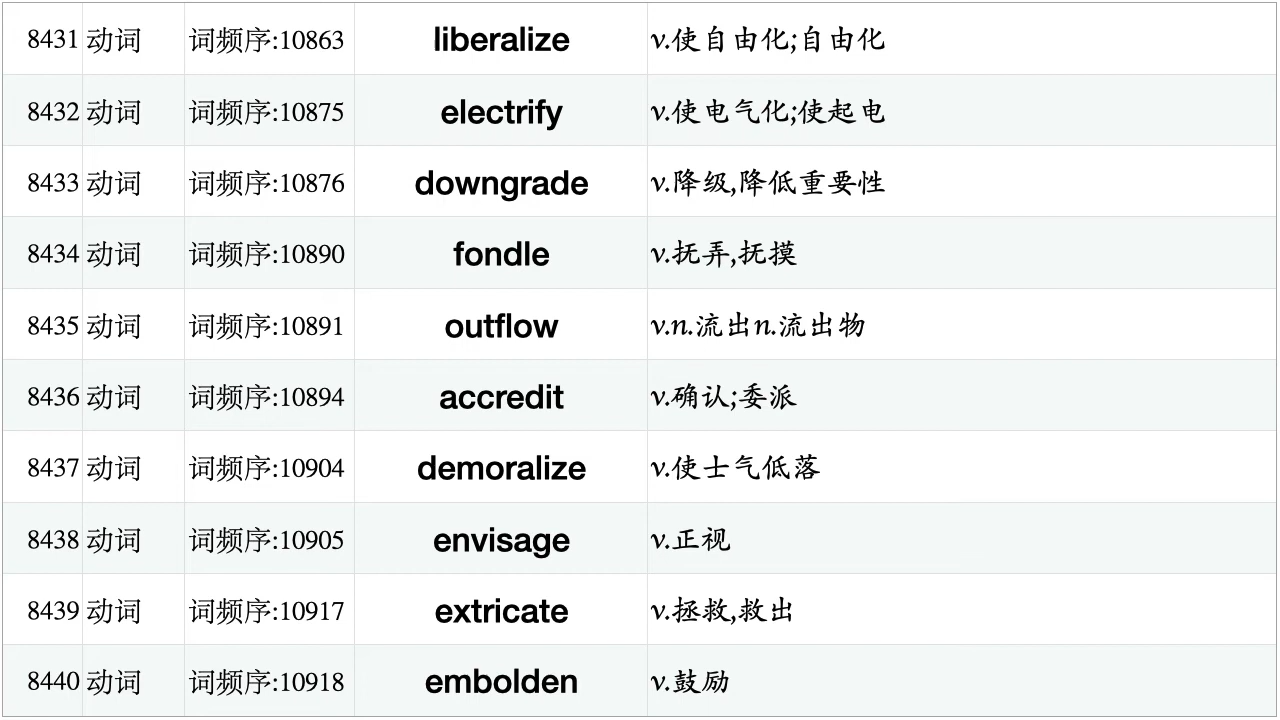 8431 动词 词频序:10863 liberalize v.使自由化;自由化
8432 动词 词频序:10875 electrify v.使电气化;使起电
8433 动词 词频序:10876 downgrade v.降级,降低重要性
8434 动词 词频序:10890 fondle v.抚弄,抚摸
8435 动词 词频序:10891 outflow v.n.流出n.流出物
8436 动词 词频序:10894 accredit v.确认;委派
8437 动词 词频序:10904 demoralize v.使士气低落
8438 动词 词频序:10905 envisage v.正视
8439 动词 词频序:10917 extricate v.拯救,救出
8440 动词 词频序:10918 embolden v.鼓励